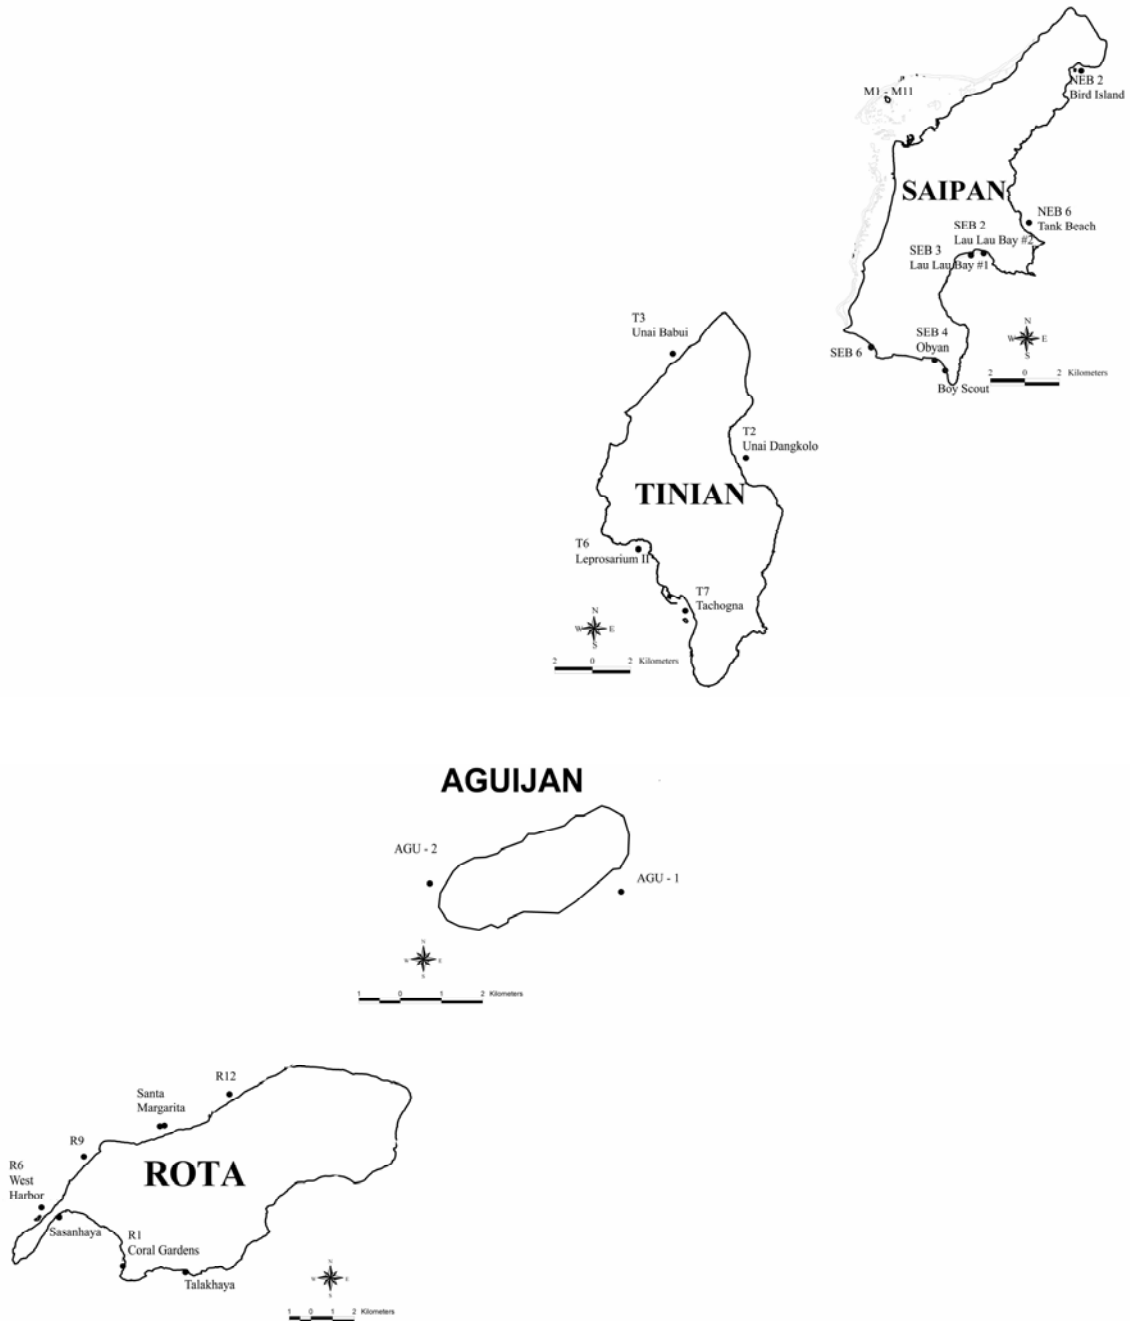 M1 - M11
NEB 2
Bird Island
SAIPAN
NEB 6
Tank Beach
SEB 2
Lau Lau Bay #2
SEB 3
Lau Lau Bay #1
SEB 4
Obyan
SEB 6
Boy Scout
N
W E
S
2 0 2 Kilometers
T3
Unai Babui
T2
Unai Dangkolo
TINIAN
T6
Leprosarium II
T7
Tachogna
N
W E
S
2 0 2 Kilometers
AGUIJAN
AGU - 2
AGU - 1
N
W E
S
1 0 1 2 Kilometers
R12
Santa
Margarita
R9
R6
West
Harbor
ROTA
Sasanhaya
R1
Coral Gardens
Talakhaya
N
W E
S
1 0 1 2 Kilometers